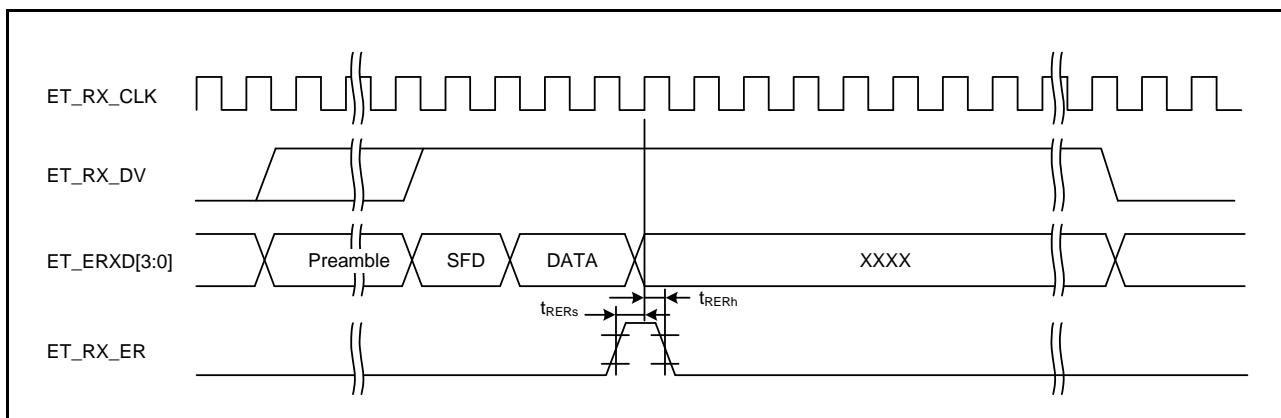 ET_RX_CLK
ET_RX_DV
ET_ERXD[3:0]
Preamble
SFD
DATA
XXXX
tRERs
tRERh
ET_RX_ER